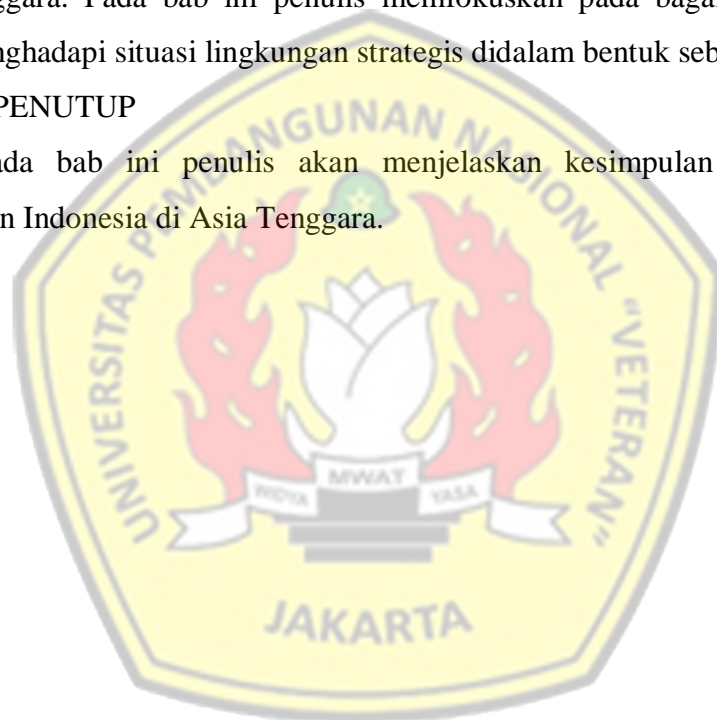 ggara. Pada bab ini penulis memfokuskan pada bagai
nghadapi situasi lingkungan strategis didalam bentuk seb
PENUTUP
ada bab ini penulis akan menjelaskan kesimpulan
n Indonesia di Asia Tenggara.
UNIVERSITAS PEMBANGUNAN NASIONAL "VETERAN"
WIDYA MWAT YASA
JAKARTA